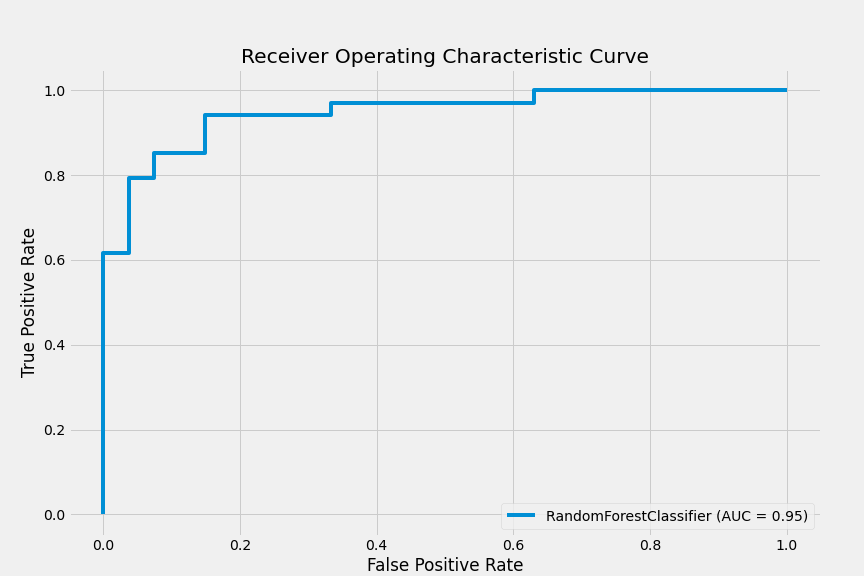 Receiver Operating Characteristic Curve
1.0
0.8
0.6
0.4
0.2
0.0
True Positive Rate
RandomForestClassifier (AUC = 0.95)
0.0 0.2 0.4 0.6 0.8 1.0
False Positive Rate